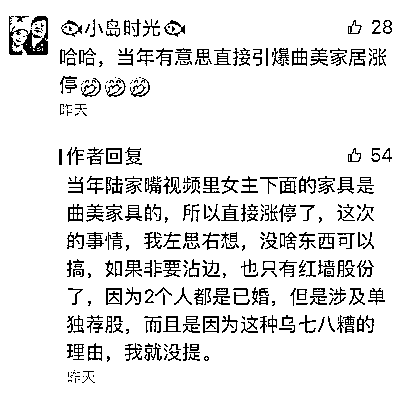 小岛时光 28
哈哈，当年有意思直接引爆曲美家居涨
停
昨天
作者回复 54
当年陆家嘴视频里女主下面的家具是
曲美家具的，所以直接涨停了，这次
的事情，我左思右想，没啥东西可以
搞，如果非要沾边，也只有红墙股份
了，因为2个人都是已婚，但是涉及单
独荐股，而且是因为这种乌七八糟的
理由，我就没提。
昨天